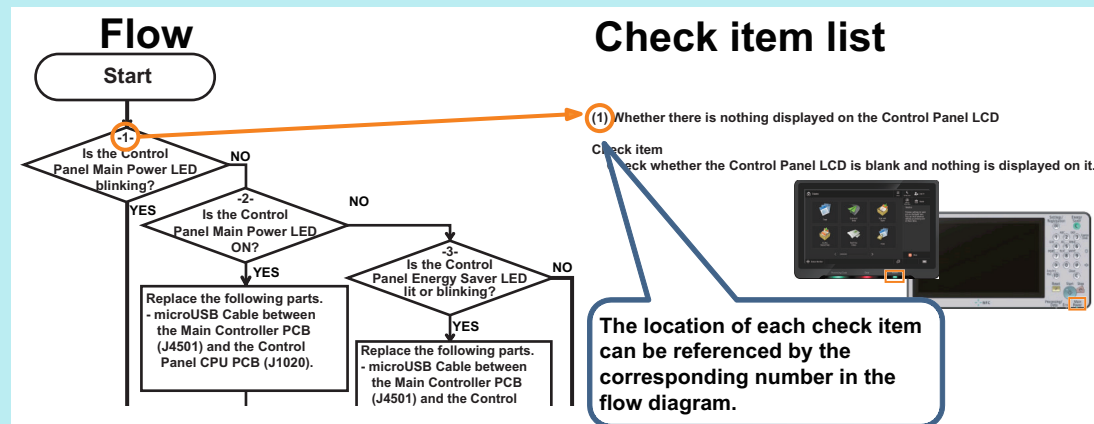 Flow
Start
-1-
Is the Control
Panel Main Power LED
blinking?
NO
YES
-2-
Is the Control
Panel Main Power LED
ON?
NO
YES
-3-
Is the Control
Panel Energy Saver LED
lit or blinking?
NO
YES
Replace the following parts.
- microUSB Cable between
the Main Controller PCB
(J4501) and the Control
Panel CPU PCB (J1020).
Replace the following parts.
- microUSB Cable between
the Main Controller PCB
(J4501) and the Control
Check item list
(1) Whether there is nothing displayed on the Control Panel LCD
Check item
eck whether the Control Panel LCD is blank and nothing is displayed on it.
The location of each check item
can be referenced by the
corresponding number in the
flow diagram.